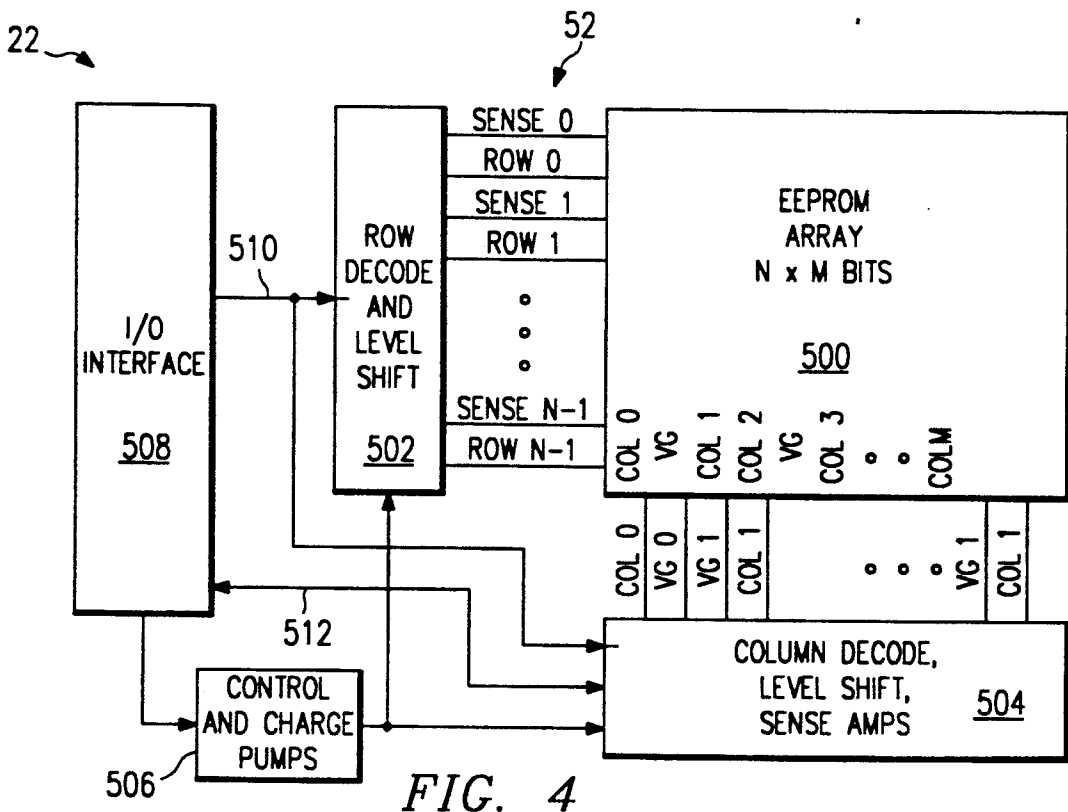 22
52
SENSE 0
ROW 0
SENSE 1
ROW 1
SENSE N-1
ROW N-1
I/O
INTERFACE
508
510
ROW
DECODE
AND
LEVEL
SHIFT
502
EEPROM
ARRAY
N x M BITS
500
COL 0
VG
COL 1
COL 2
VG
COL 3
COLM
COL 0
VG 0
VG 1
COL 1
VG 1
COL 1
512
CONTROL
AND CHARGE
PUMPS
506
COLUMN DECODE,
LEVEL SHIFT,
SENSE AMPS
504
FIG. 4